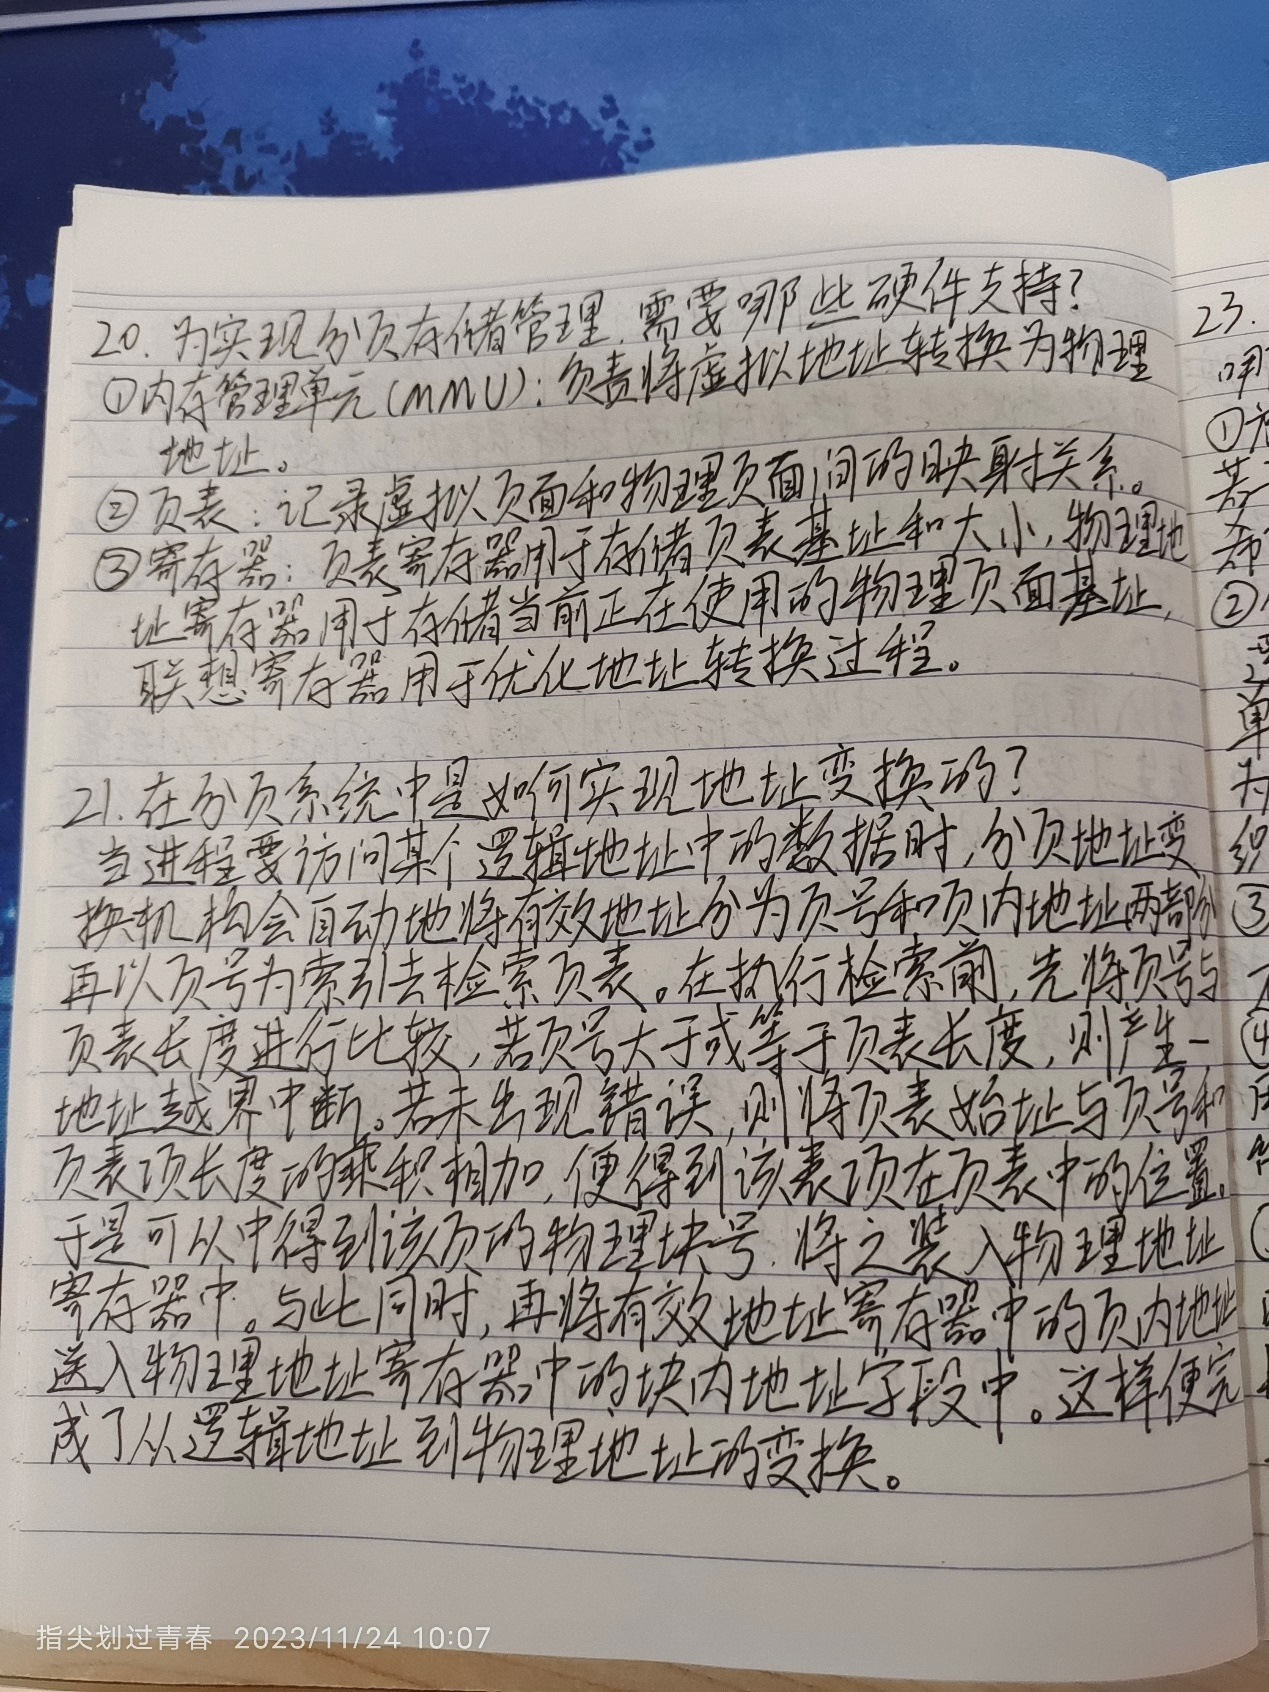 20. 为实现分页存储管理,需要哪些硬件支持?
①内存管理单元(MMU):负责将虚拟地址转换为物理
地址。
②页表:记录虚拟页面和物理页面间的映射关系。
③寄存器:页表寄存器用于存储页表基址和大小,物理地
址寄存器用于存储当前正在使用的物理页面基址,
联想寄存器用于优化地址转换过程。
21.在分页系统中是如何实现地址变换的?
当进程要访问某个逻辑地址中的数据时,分页地址变
换机构会自动地将有效地址分为页号和页内地址两部分
再以页号为索引去检索页表。在执行检索前,先将页号与
页表长度进行比较,若页号大于或等于页表长度,则产生一
地址越界中断。若未出现错误,则将页表始址与页号和
页表项长度的乘积相加,便得到该表项在页表中的位置。
于是可以中得到该页的物理块号.将之装入物理地址
寄存器中。与此同时,再将有效地址寄存器中的页内地址
送入物理地址寄存器中的块内地址字段中。这样便完
成了从逻辑地址到物理地址的变换。
23.
①
②
单
③
④
指尖划过青春 2023/11/24 10:07